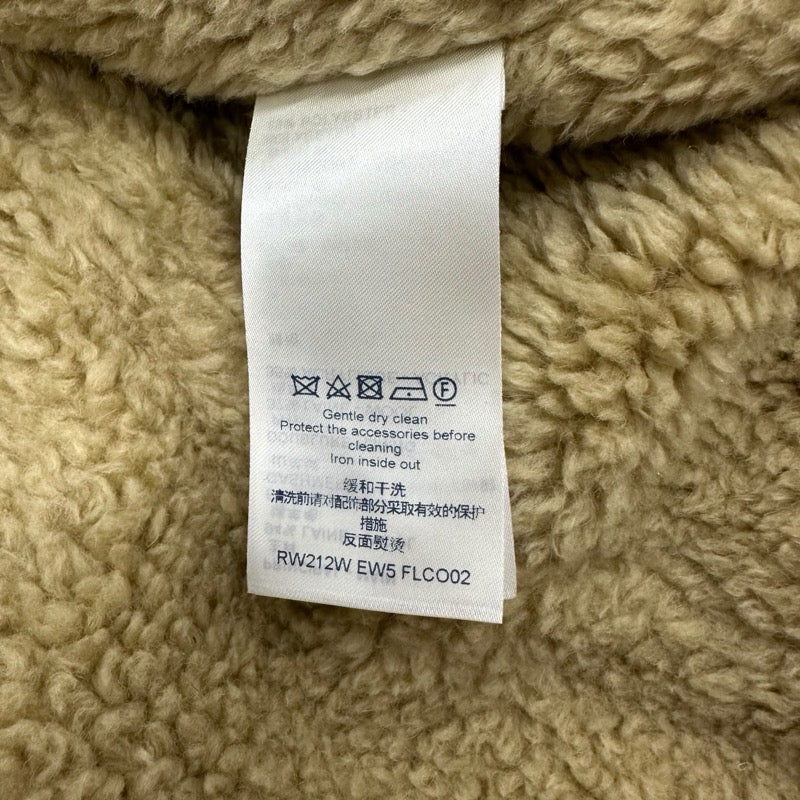 F
Gentle dry clean
Protect the accessories before
cleaning
Iron inside out
缓和干洗
清洗前请对配饰部分采取有效的保护
措施
反面熨烫
RW212W EW5 FLCO02